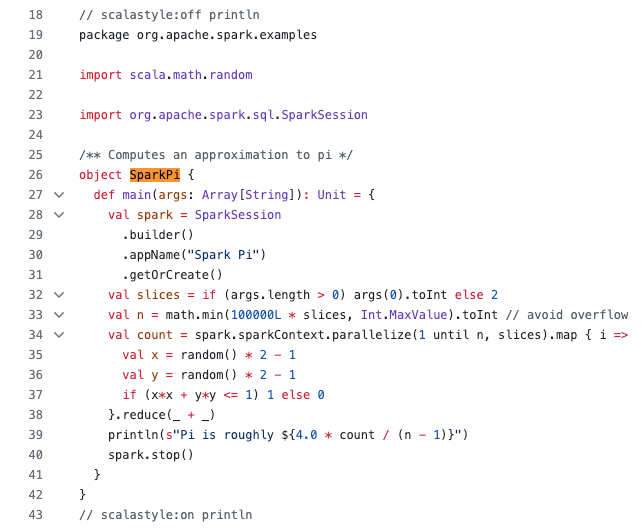 18 // scalastyle:off println
19 package org.apache.spark.examples
20
21 import scala.math.random
22
23 import org.apache.spark.sql.SparkSession
24
25 /** Computes an approximation to pi */
26 object SparkPi {
27 def main(args: Array[String]): Unit = {
28 val spark = SparkSession
29 .builder()
30 .appName("Spark Pi")
31 .getOrCreate()
32 val slices = if (args.length > 0) args(0).toInt else 2
33 val n = math.min(100000L * slices, Int.MaxValue).toInt // avoid overflow
34 val count = spark.sparkContext.parallelize(1 until n, slices).map { i =>
35 val x = random() * 2 - 1
36 val y = random() * 2 - 1
37 if (x*x + y*y <= 1) 1 else 0
38 }.reduce(_ + _)
39 println(s"Pi is roughly ${4.0 * count / (n - 1)}")
40 spark.stop()
41 }
42 }
43 // scalastyle:on println